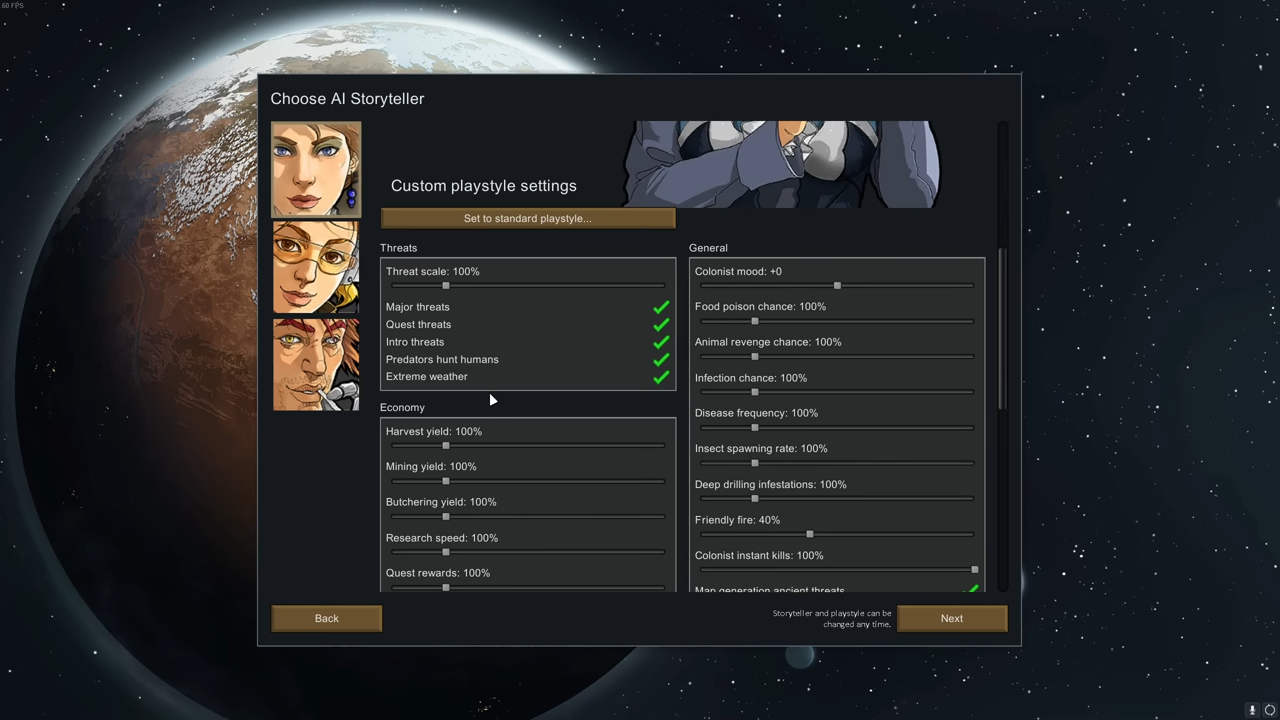 60 FPS
Choose AI Storyteller
Custom playstyle settings
Set to standard playstyle...
Threats
Threat scale: 100%
Major threats
Quest threats
Intro threats
Predators hunt humans
Extreme weather
Economy
Harvest yield: 100%
Mining yield: 100%
Butchering yield: 100%
Research speed: 100%
Quest rewards: 100%
General
Colonist mood: +0
Food poison chance: 100%
Animal revenge chance: 100%
Infection chance: 100%
Disease frequency: 100%
Insect spawning rate: 100%
Deep drilling infestations: 100%
Friendly fire: 40%
Colonist instant kills: 100%
Map generation ancient threats
Back
Storyteller and playstyle can be
changed any time.
Next